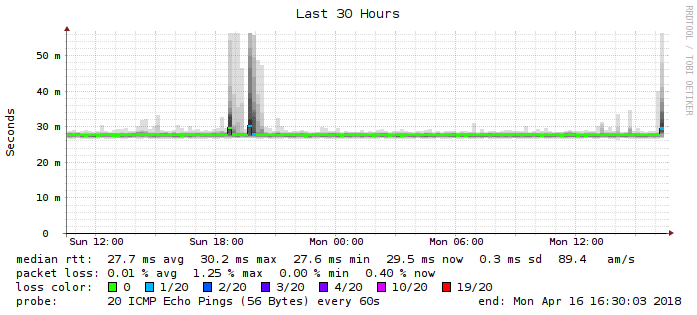 Last 30 Hours
RRDTOOL / TOBI OETIKER
Seconds
50 m
40 m
30 m
20 m
10 m
0
Sun 12:00 Sun 18:00 Mon 00:00 Mon 06:00 Mon 12:00
median rtt: 27.7 ms avg 30.2 ms max 27.6 ms min 29.5 ms now 0.3 ms sd 89.4 am/s
packet loss: 0.01 % avg 1.25 % max 0.00 % min 0.40 % now
loss color: 0 1/20 2/20 3/20 4/20 10/20 19/20
probe: 20 ICMP Echo Pings (56 Bytes) every 60s end: Mon Apr 16 16:30:03 2018